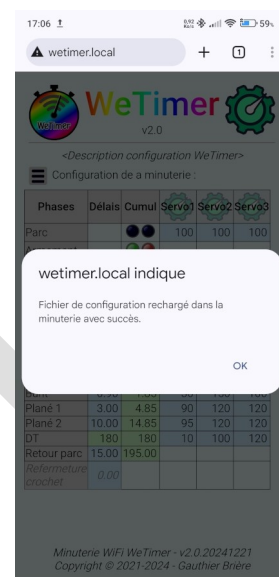 17:06
0,92
59%
wetimer.local
1
WeTimer
WeTimer
v2.0
<Description configuration WeTimer>
Configuration de a minuterie :
Phases Délais Cumul Servo1 Servo2 Servo3
Parc 100 100 100
wetimer.local indique
Fichier de configuration rechargé dans la
minuterie avec succès.
OK
Plané 1 3.00 4.85 90 120 120
Plané 2 10.00 14.85 95 120 120
DT 180 180 10 100 120
Retour parc 15.00 195.00
Refermeture 0.00
crochet
Minuterie WiFi WeTimer - v2.0.20241221
Copyright © 2021-2024 - Gauthier Brière